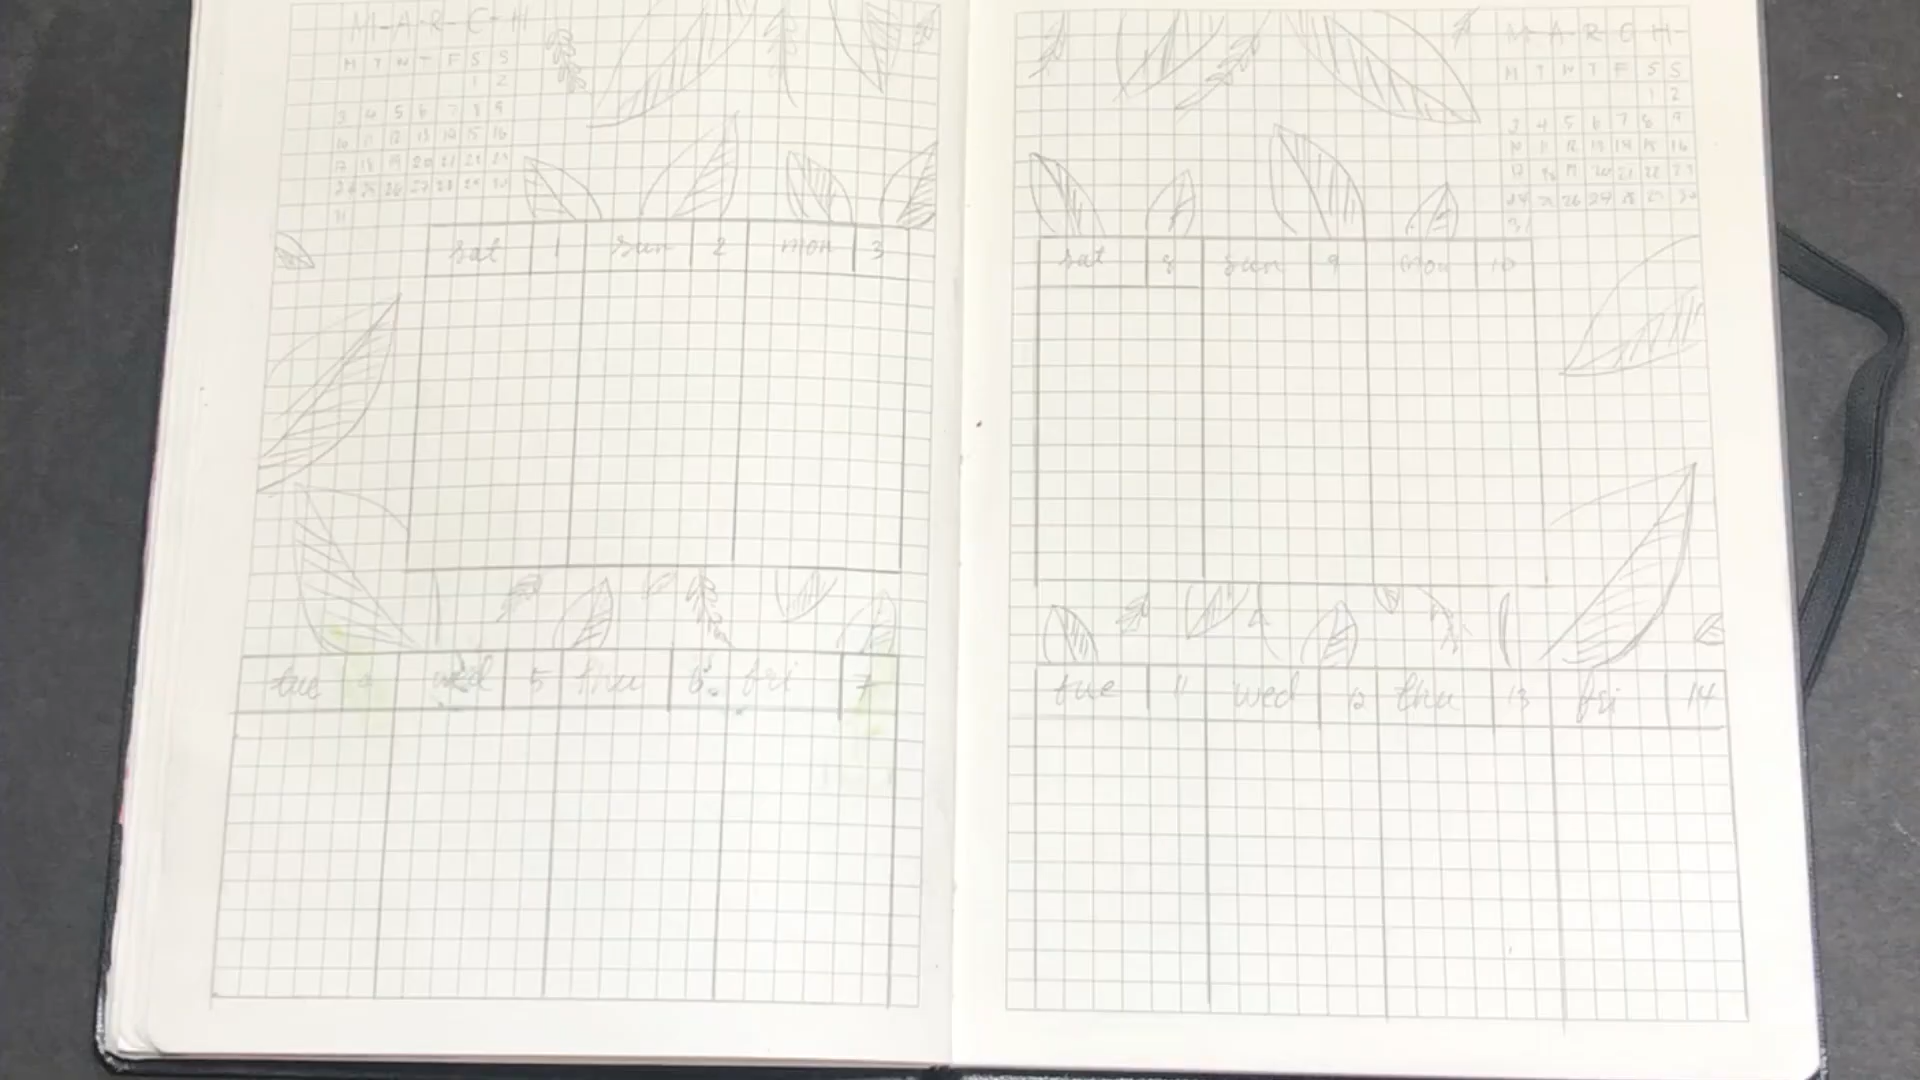 M-A-R-C-H
M T W T F S S
1 2
3 4 5 6 7 8 9
10 11 12 13 14 15 16
17 18 19 20 21 22 23
24 25 26 27 28 29 30
31
sat 1 sun 2 mon 3
tue wed 5 thu 6 fri 7
M-A-R-C-H-
M T W T F S S
1 2
3 4 5 6 7 8 9
10 11 12 13 14 15 16
17 18 19 20 21 22 23
24 25 26 27 28 29 30
31
sat 8 sun 9 mon 10
tue 11 wed 12 thu 13 fri 14